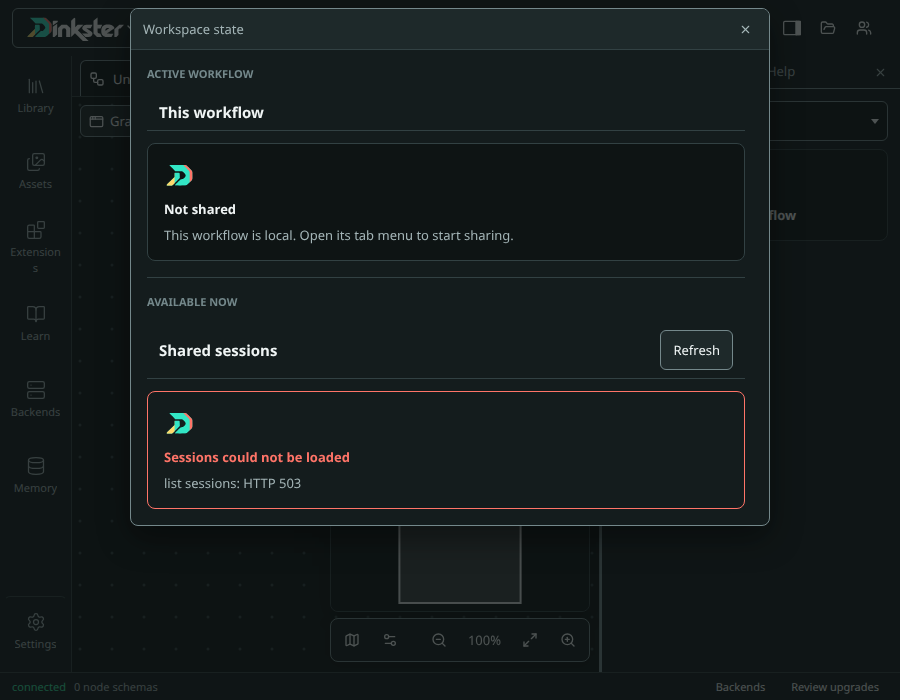 Dinkster
Workspace state
ACTIVE WORKFLOW
This workflow
Not shared
This workflow is local. Open its tab menu to start sharing.
AVAILABLE NOW
Shared sessions
Refresh
Sessions could not be loaded
list sessions: HTTP 503
Library
Assets
Extension
s
Learn
Backends
Memory
Settings
Un
Gra
Help
flow
100%
connected
0 node schemas
Backends
Review upgrades